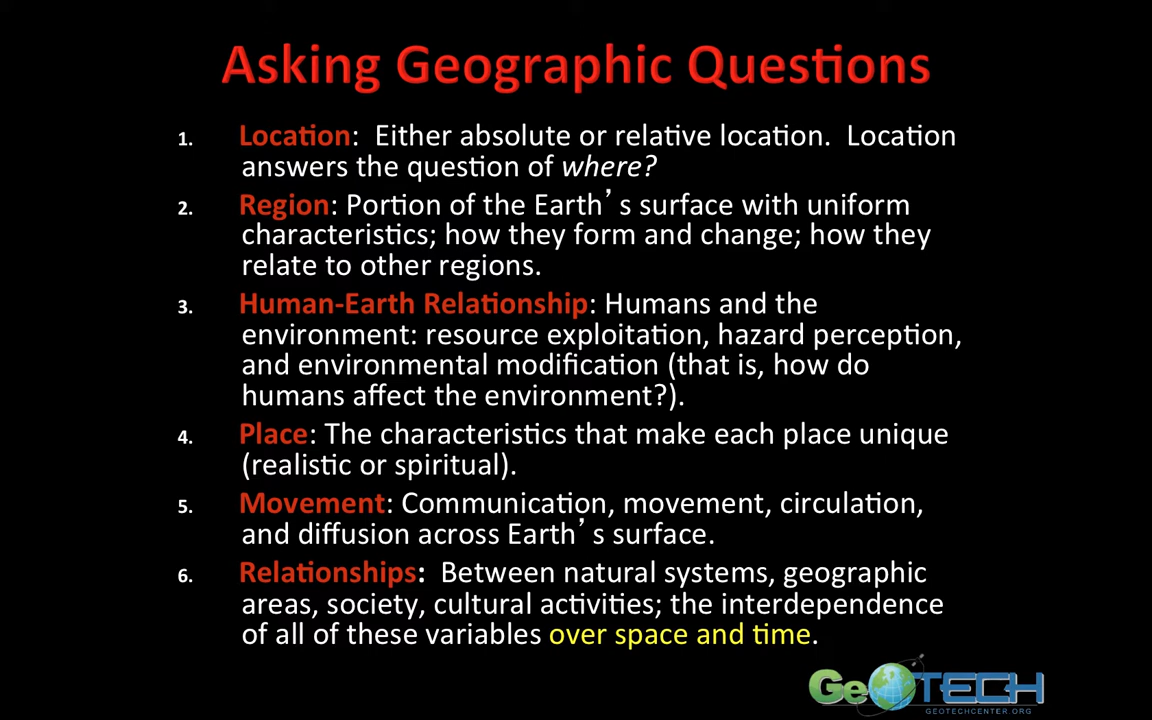 Asking Geographic Questions
1. Location:  Either absolute or relative location.  Location
answers the question of where?
2. Region: Portion of the Earth’s surface with uniform
characteristics; how they form and change; how they
relate to other regions.
3. Human-Earth Relationship: Humans and the
environment: resource exploitation, hazard perception,
and environmental modification (that is, how do
humans affect the environment?).
4. Place: The characteristics that make each place unique
(realistic or spiritual).
5. Movement: Communication, movement, circulation,
and diffusion across Earth’s surface.
6. Relationships:  Between natural systems, geographic
areas, society, cultural activities; the interdependence
of all of these variables over space and time.
GeoTECH
GEOTECHCENTER.ORG